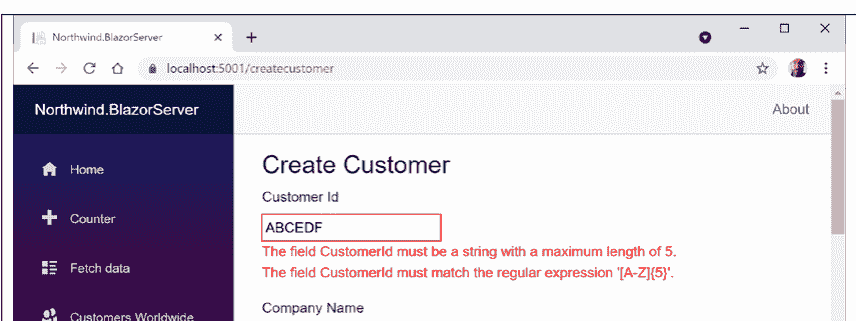 Northwind.BlazorServer
localhost:5001/createcustomer
Northwind.BlazorServer
About
Home
Counter
Fetch data
Customers Worldwide
Create Customer
Customer Id
ABCEDF
The field CustomerId must be a string with a maximum length of 5.
The field CustomerId must match the regular expression '[A-Z]{5}'.
Company Name